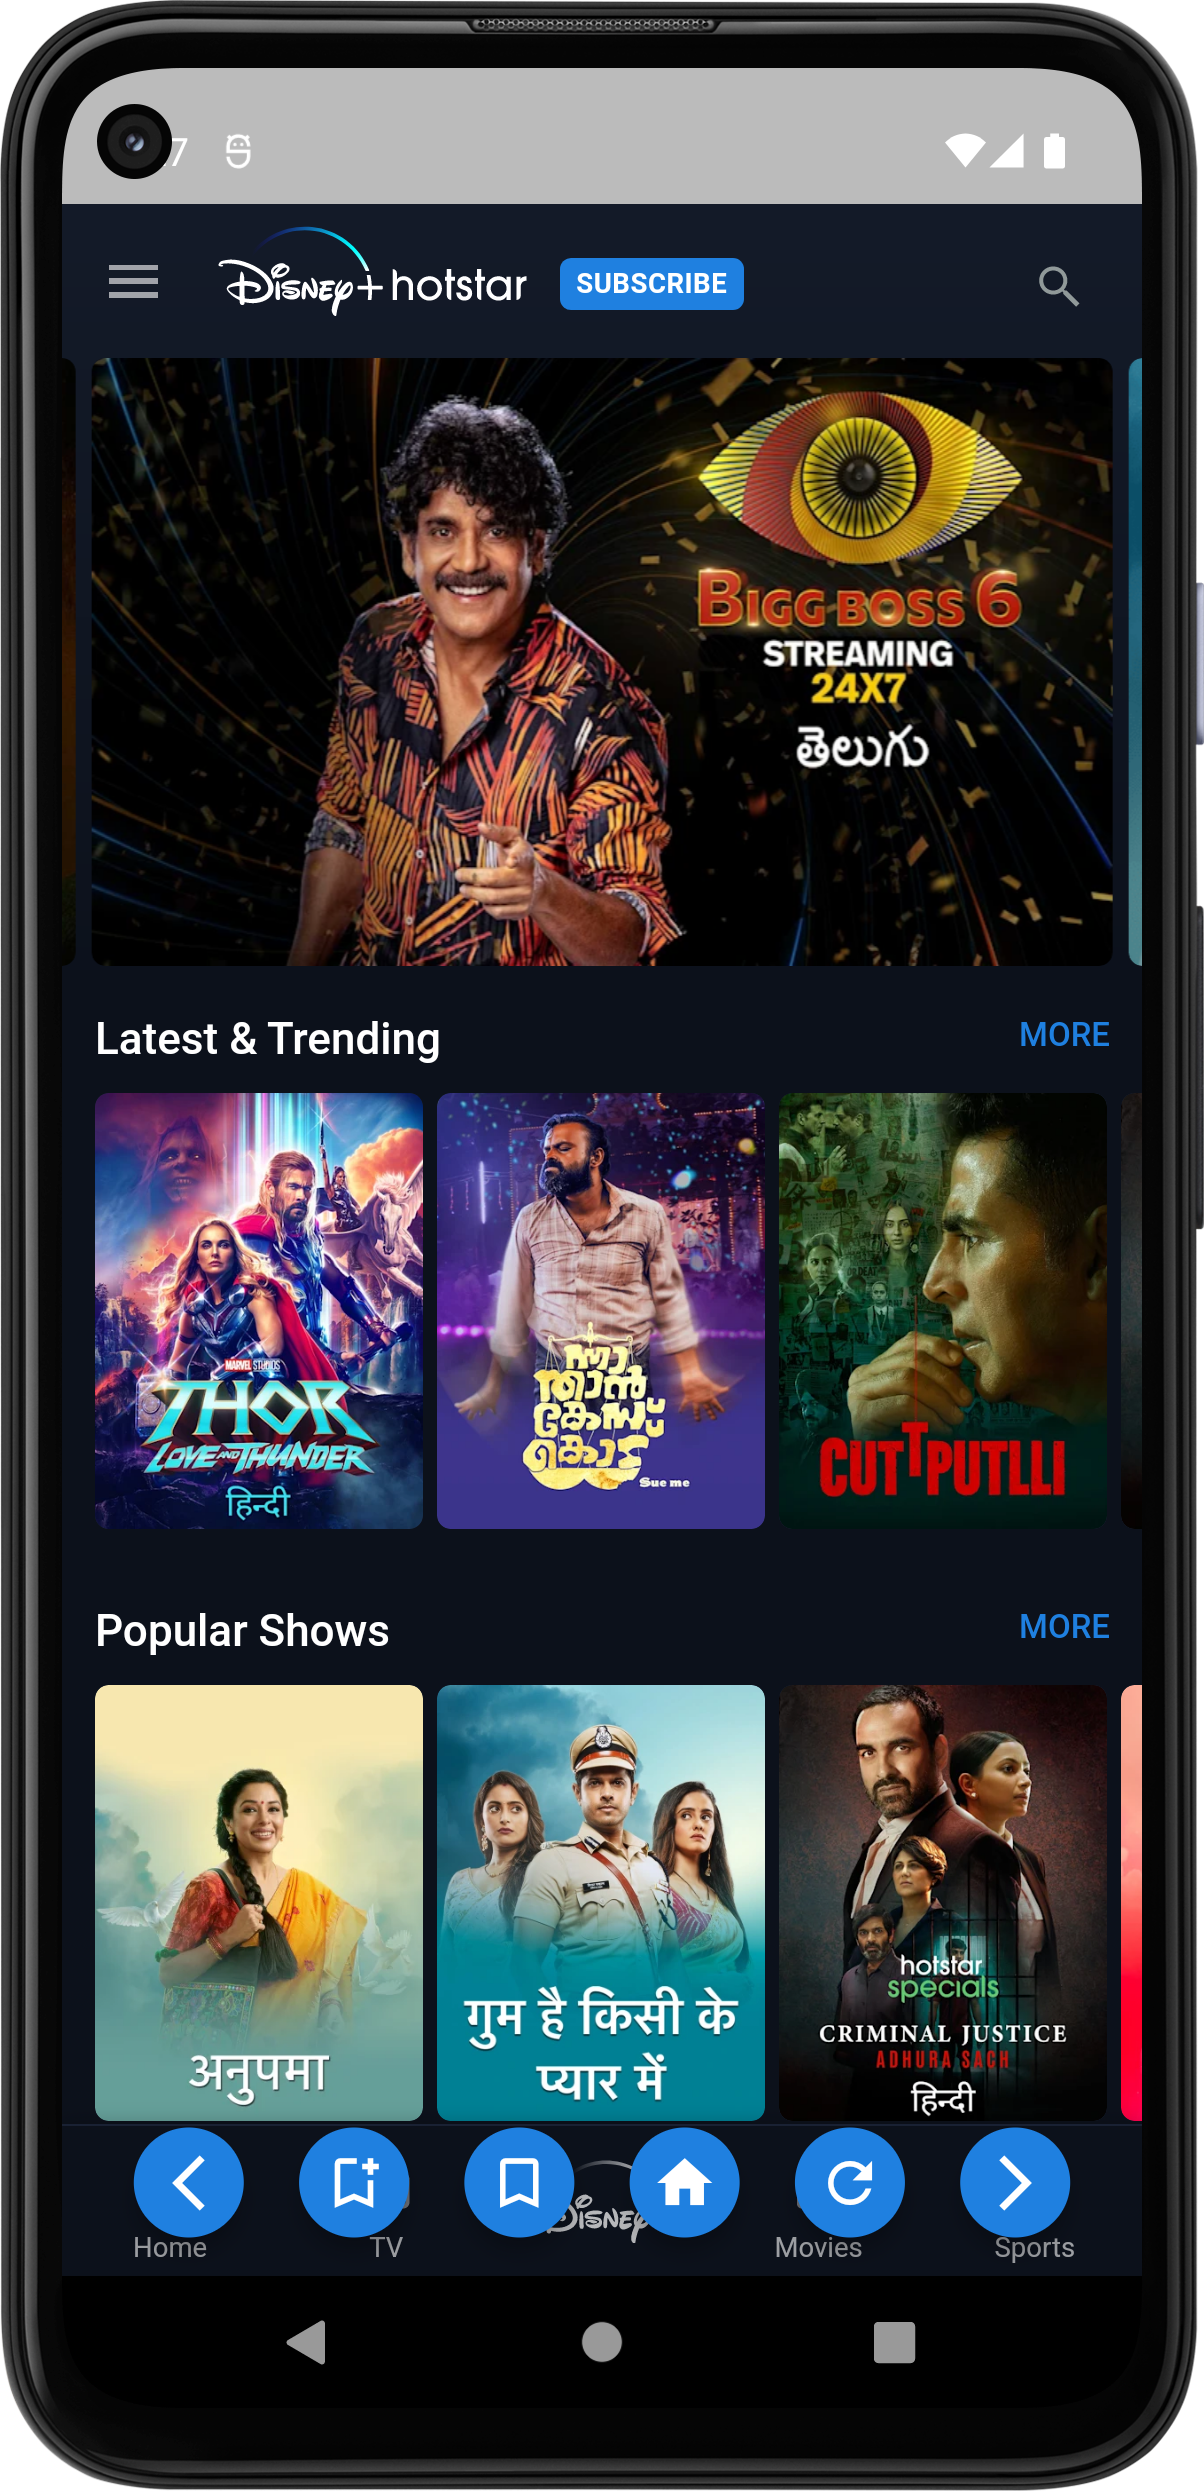 7
Disney+ hotstar
SUBSCRIBE
BIGG BOSS 6
STREAMING
24X7
తెలుగు
Latest & Trending
MORE
MARVEL STUDIOS
THOR
LOVE AND THUNDER
हिन्दी
ന്നാ
താൻ
കേസ്
കൊട്
Sue me
CUTTPUTLLI
Popular Shows
MORE
अनुपमा
गुम है किसी के
प्यार में
hotstar
specials
CRIMINAL JUSTICE
ADHURA SACH
हिन्दी
Disney
Home
TV
Movies
Sports